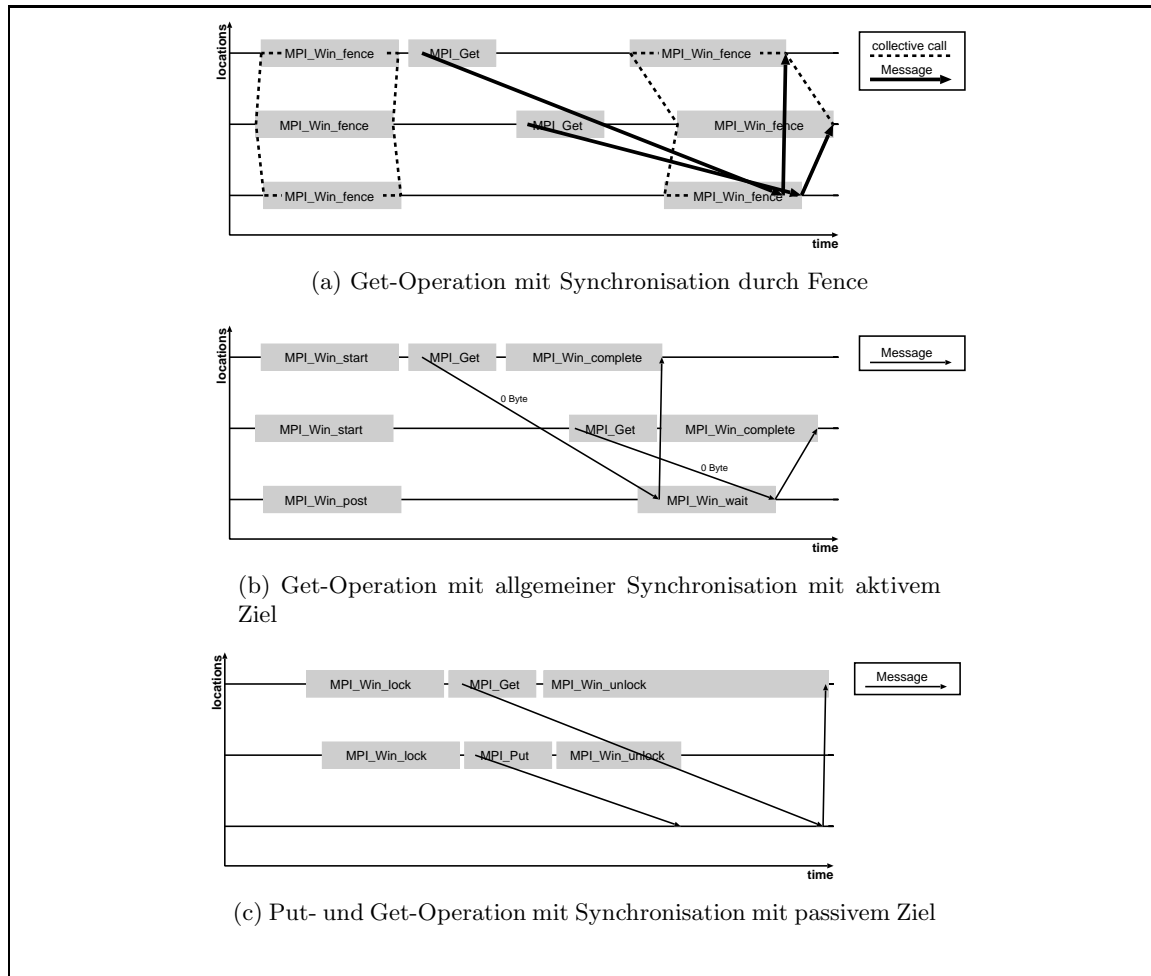 locations
MPI_Win_fence MPI_Get MPI_Win_fence
MPI_Win_fence MPI_Get MPI_Win_fence
MPI_Win_fence MPI_Win_fence
time
collective call
Message
(a) Get-Operation mit Synchronisation durch Fence
locations
MPI_Win_start MPI_Get MPI_Win_complete
0 Byte
MPI_Win_start MPI_Get MPI_Win_complete
0 Byte
MPI_Win_post MPI_Win_wait
time
Message
(b) Get-Operation mit allgemeiner Synchronisation mit aktivem
Ziel
locations
MPI_Win_lock MPI_Get MPI_Win_unlock
MPI_Win_lock MPI_Put MPI_Win_unlock
time
Message
(c) Put- und Get-Operation mit Synchronisation mit passivem Ziel